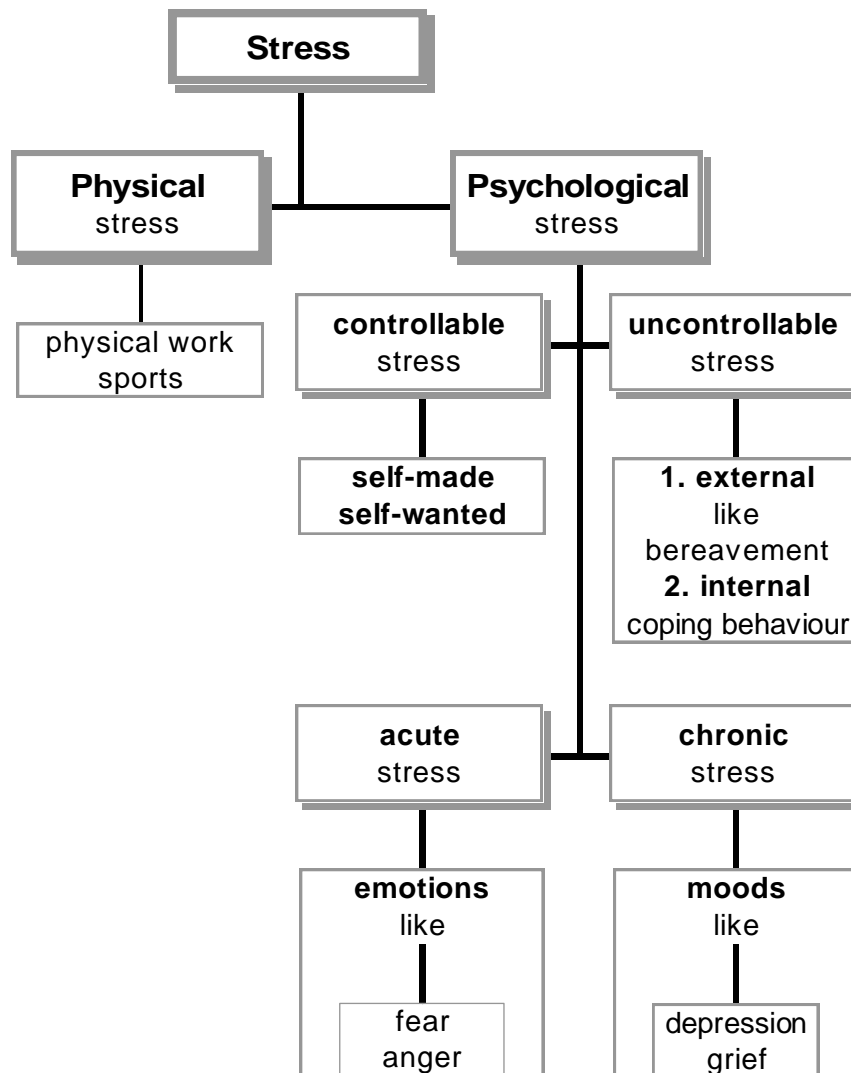 Stress
Physical
stress
Psychological
stress
physical work
sports
controllable
stress
uncontrollable
stress
self-made
self-wanted
1. external
like
bereavement
2. internal
coping behaviour
acute
stress
chronic
stress
emotions
like
fear
anger
moods
like
depression
grief